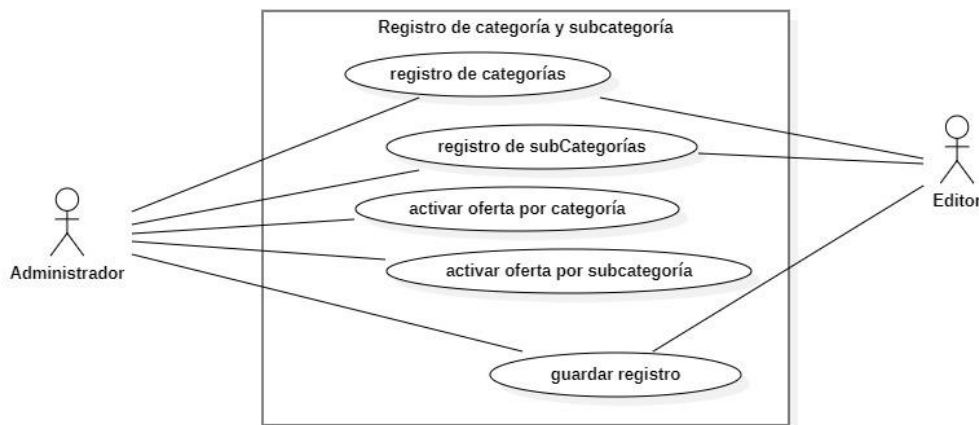 Registro de categoría y subcategoría
registro de categorías
registro de subCategorías
activar oferta por categoría
activar oferta por subcategoría
guardar registro
Administrador
Editor